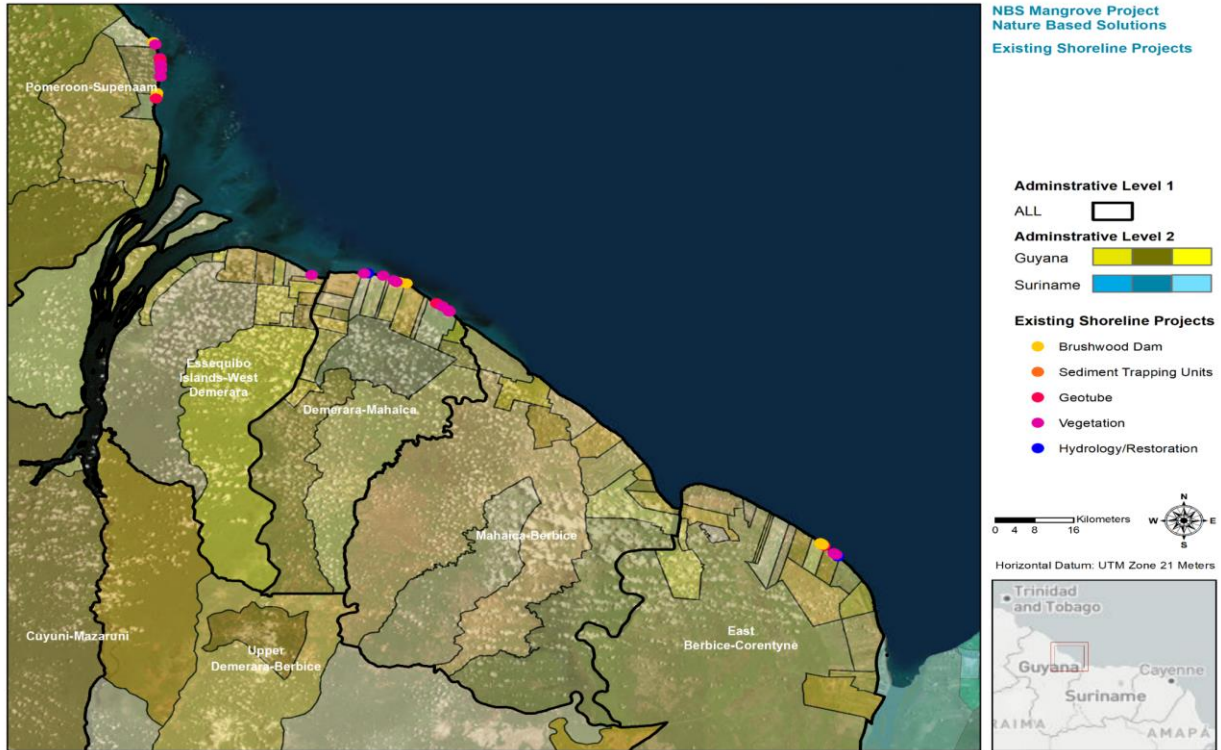 NBS Mangrove Project
Nature Based Solutions
Existing Shoreline Projects
Pomeroon-Supenaam
Essequibo
Islands-West
Demerara
Demerara-Mahaica
Mahaica-Berbice
Cuyuni-Mazaruni
Upper
Demerara-Berbice
East
Berbice-Corentyne
Adminstrative Level 1
ALL
Adminstrative Level 2
Guyana
Suriname
Existing Shoreline Projects
Brushwood Dam
Sediment Trapping Units
Geotube
Vegetation
Hydrology/Restoration
Kilometers
0 4 8 16
N
W E
S
Horizontal Datum: UTM Zone 21 Meters
Trinidad
and Tobago
Guyana
Cayenne
Suriname
RAIMA
AMAPÁ